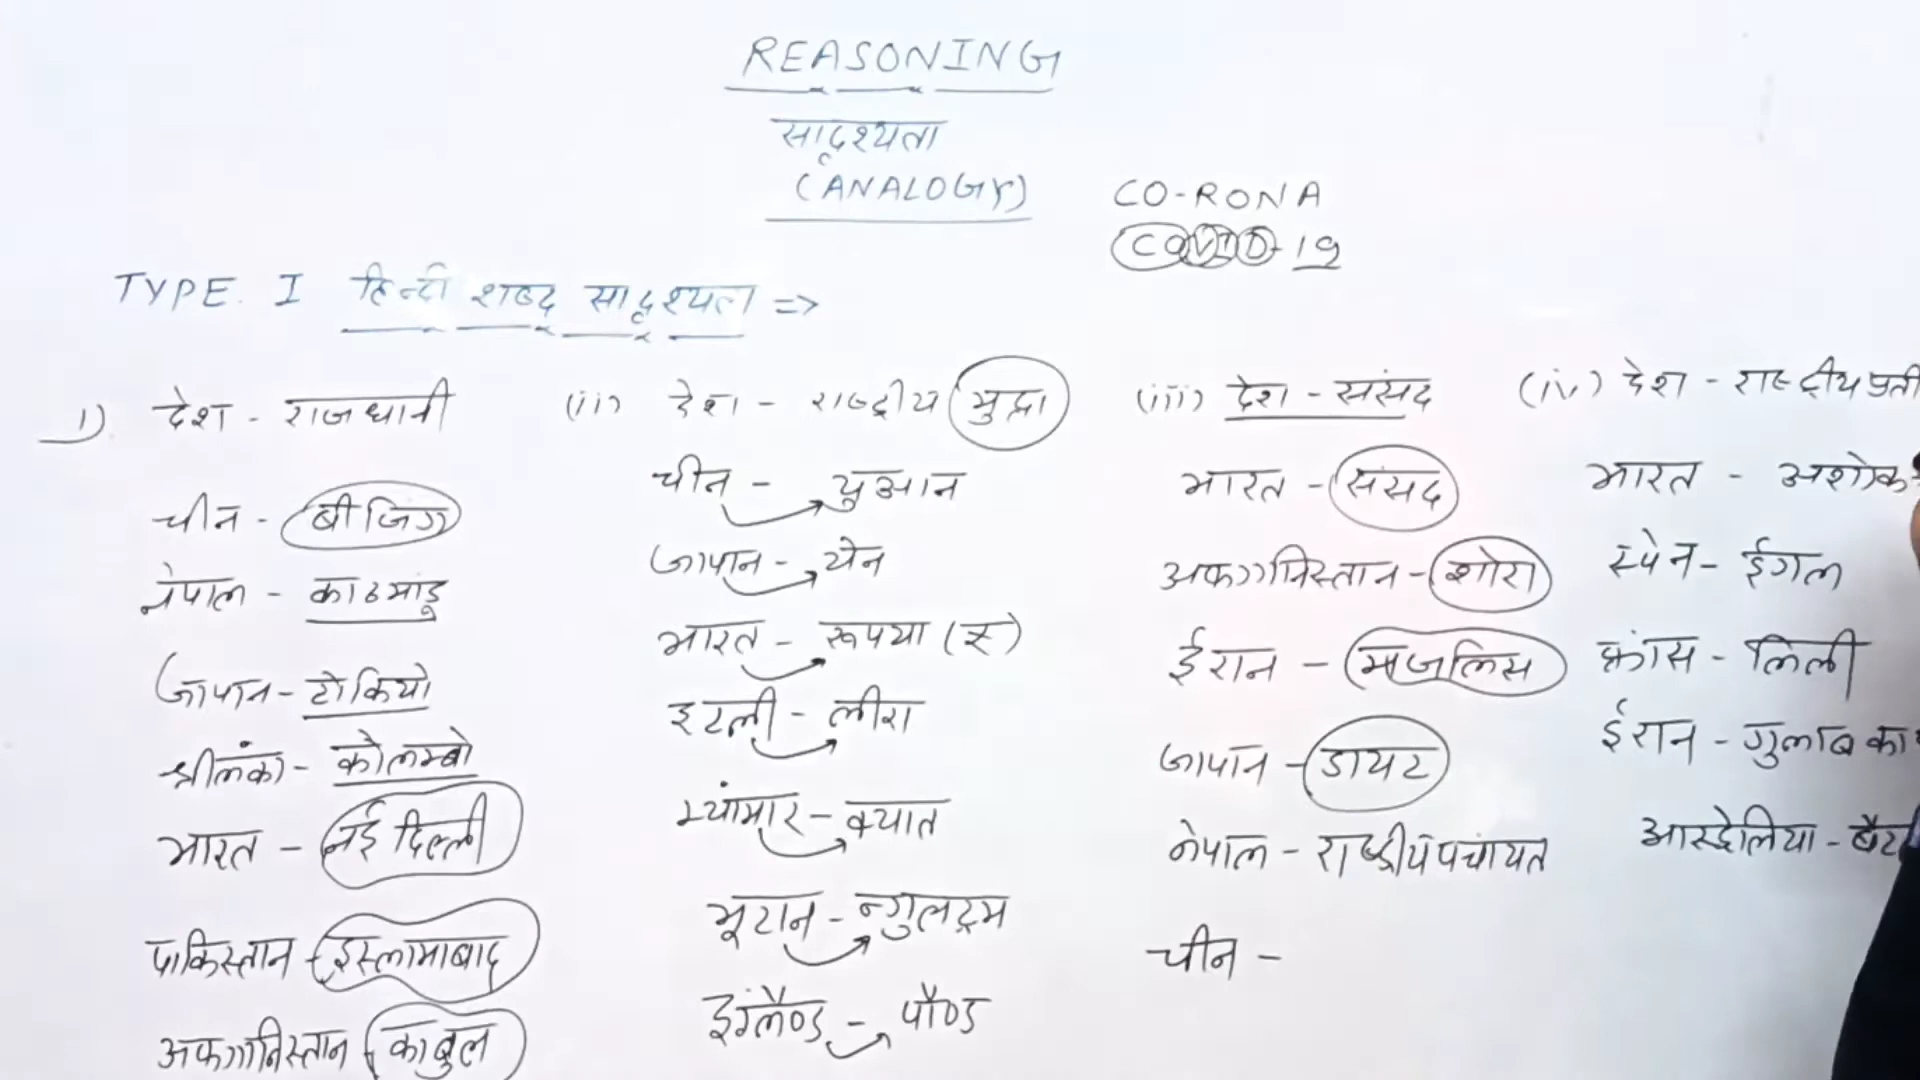 REASONING
सादृश्यता
(ANALOGY)
CO-RONA
COVID-19
TYPE. I हिन्दी शब्द सादृश्यता =>
1) देश - राजधानी
चीन - बीजिंग
नेपाल - काठमांडू
जापान - टोकियो
श्रीलंका - कोलम्बो
भारत - नई दिल्ली
पाकिस्तान - इस्लामाबाद
अफगानिस्तान - काबुल
(ii) देश - राष्ट्रीय मुद्रा
चीन - युआन
जापान - येन
भारत - रूपया (₹)
इटली - लीरा
म्यांमार - क्यात
भूटान - न्गुलट्रम
इंग्लैण्ड - पौण्ड
(iii) देश - संसद
भारत - संसद
अफगानिस्तान - शोरा
ईरान - मजलिस
जापान - डायट
नेपाल - राष्ट्रीय पंचायत
चीन -
(iv) देश - राष्ट्रीय
भारत - अशोक
स्पेन - ईगल
फ्रांस - लिली
ईरान - गुलाब का
आस्ट्रेलिया -